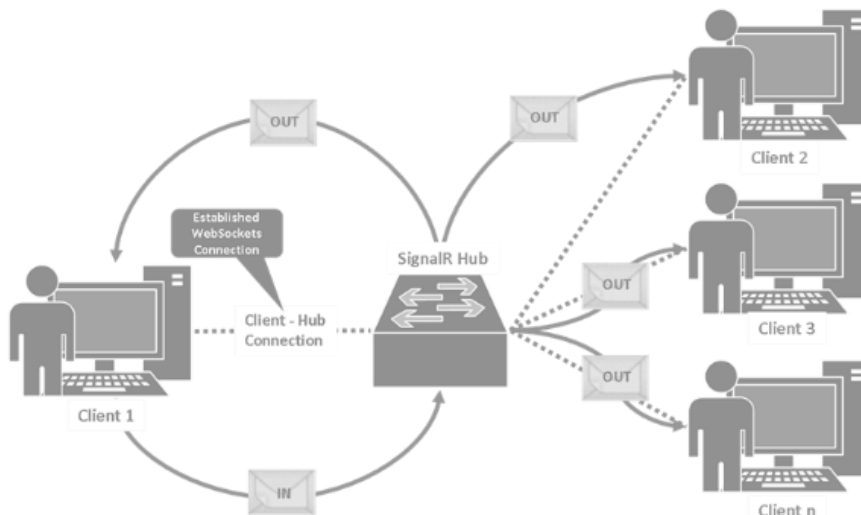 OUT
OUT
Client 2
Established
WebSockets
Connection
SignalR Hub
OUT
Client - Hub
Connection
Client 3
OUT
Client 1
IN
Client n